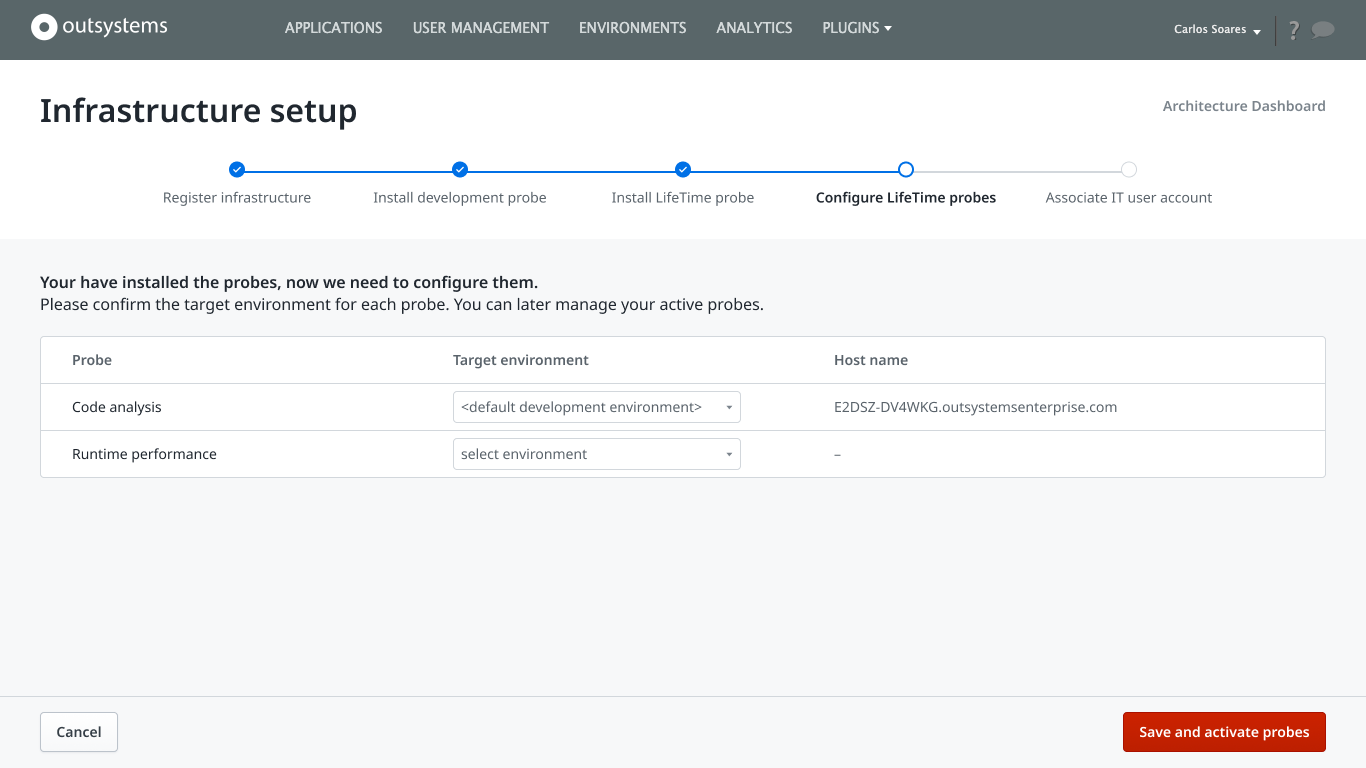 outsystems APPLICATIONS USER MANAGEMENT ENVIRONMENTS ANALYTICS PLUGINS Carlos Soares ?
Infrastructure setup
Architecture Dashboard
Register infrastructure Install development probe Install LifeTime probe Configure LifeTime probes Associate IT user account
Your have installed the probes, now we need to configure them.
Please confirm the target environment for each probe. You can later manage your active probes.
Probe Target environment Host name
Code analysis <default development environment> E2DSZ-DV4WKG.outsystemsenterprise.com
Runtime performance select environment –
Cancel Save and activate probes